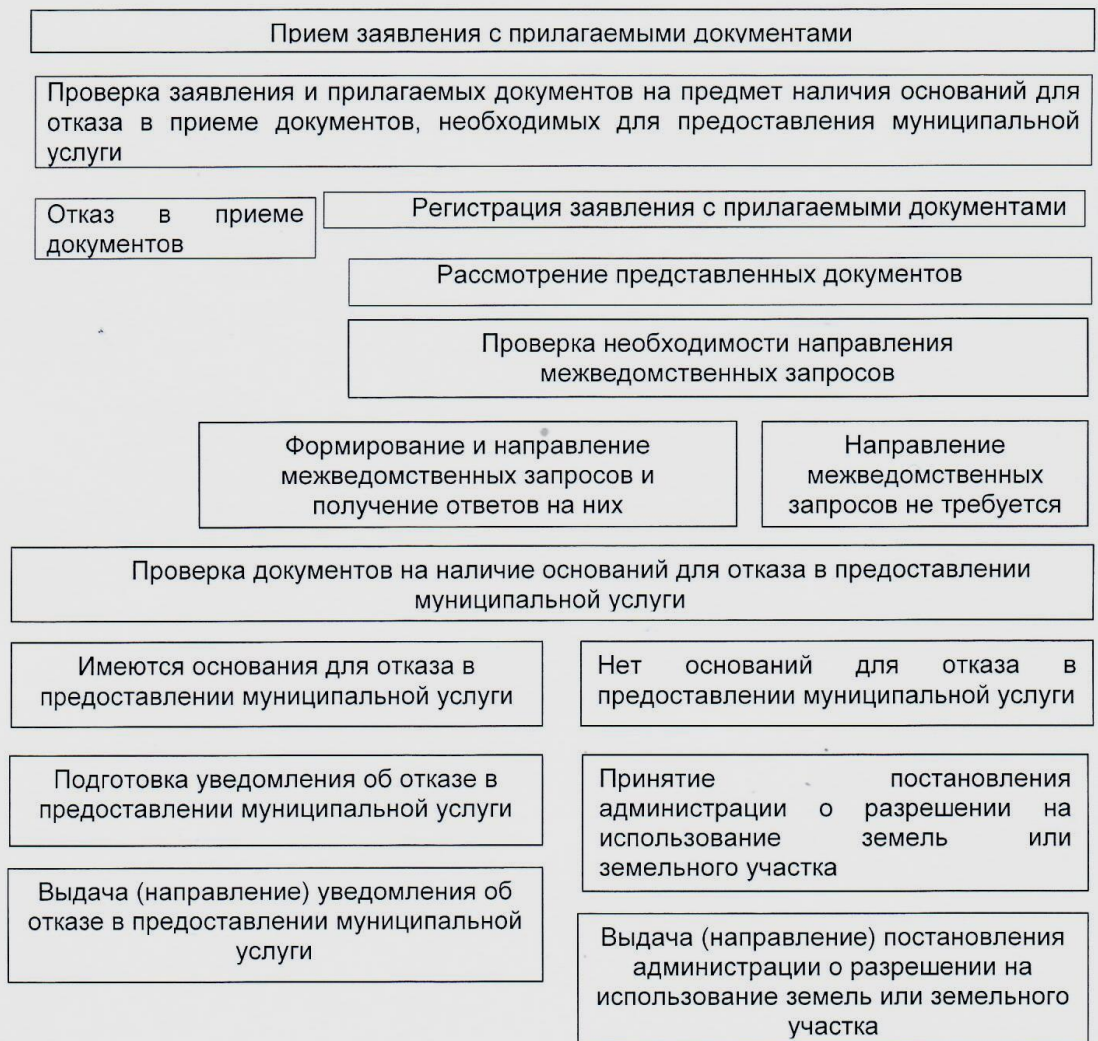 Прием заявления с прилагаемыми документами
Проверка заявления и прилагаемых документов на предмет наличия оснований для
отказа в приеме документов, необходимых для предоставления муниципальной
услуги
Отказ в приеме
документов
Регистрация заявления с прилагаемыми документами
Рассмотрение представленных документов
Проверка необходимости направления
межведомственных запросов
Формирование и направление
межведомственных запросов и
получение ответов на них
Направление
межведомственных
запросов не требуется
Проверка документов на наличие оснований для отказа в предоставлении
муниципальной услуги
Имеются основания для отказа в
предоставлении муниципальной услуги
Нет оснований для отказа в
предоставлении муниципальной услуги
Подготовка уведомления об отказе в
предоставлении муниципальной услуги
Принятие постановления
администрации о разрешении на
использование земель или
земельного участка
Выдача (направление) уведомления об
отказе в предоставлении муниципальной
услуги
Выдача (направление) постановления
администрации о разрешении на
использование земель или земельного
участка